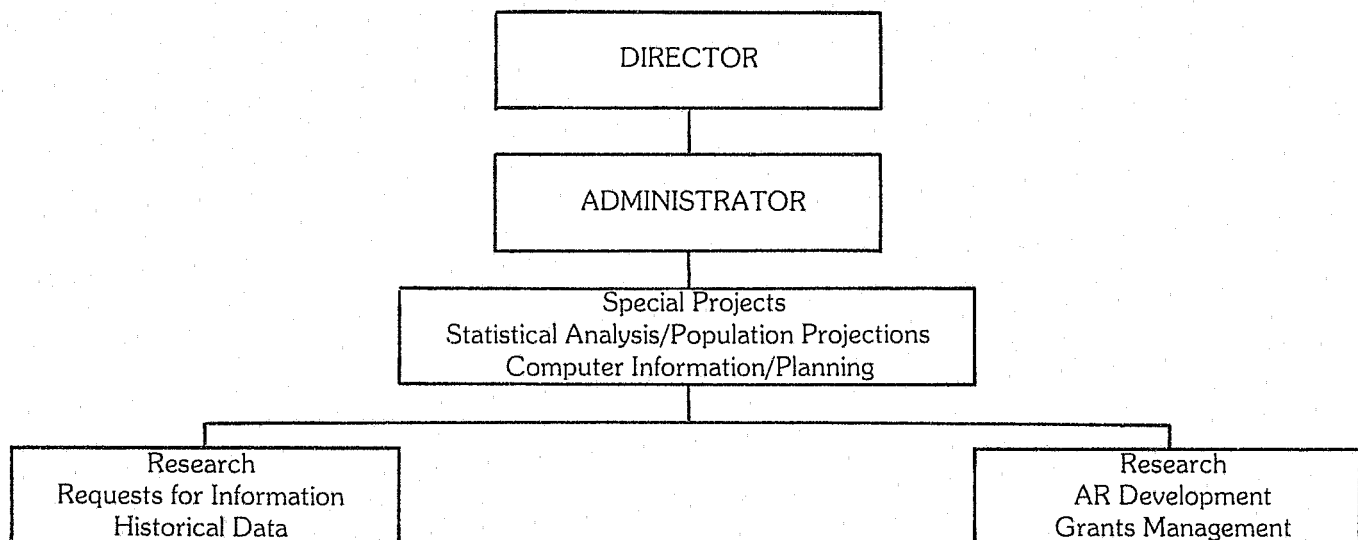 DIRECTOR
ADMINISTRATOR
Special Projects
Statistical Analysis/Population Projections
Computer Information/Planning
Research
Requests for Information
Historical Data
Research
AR Development
Grants Management